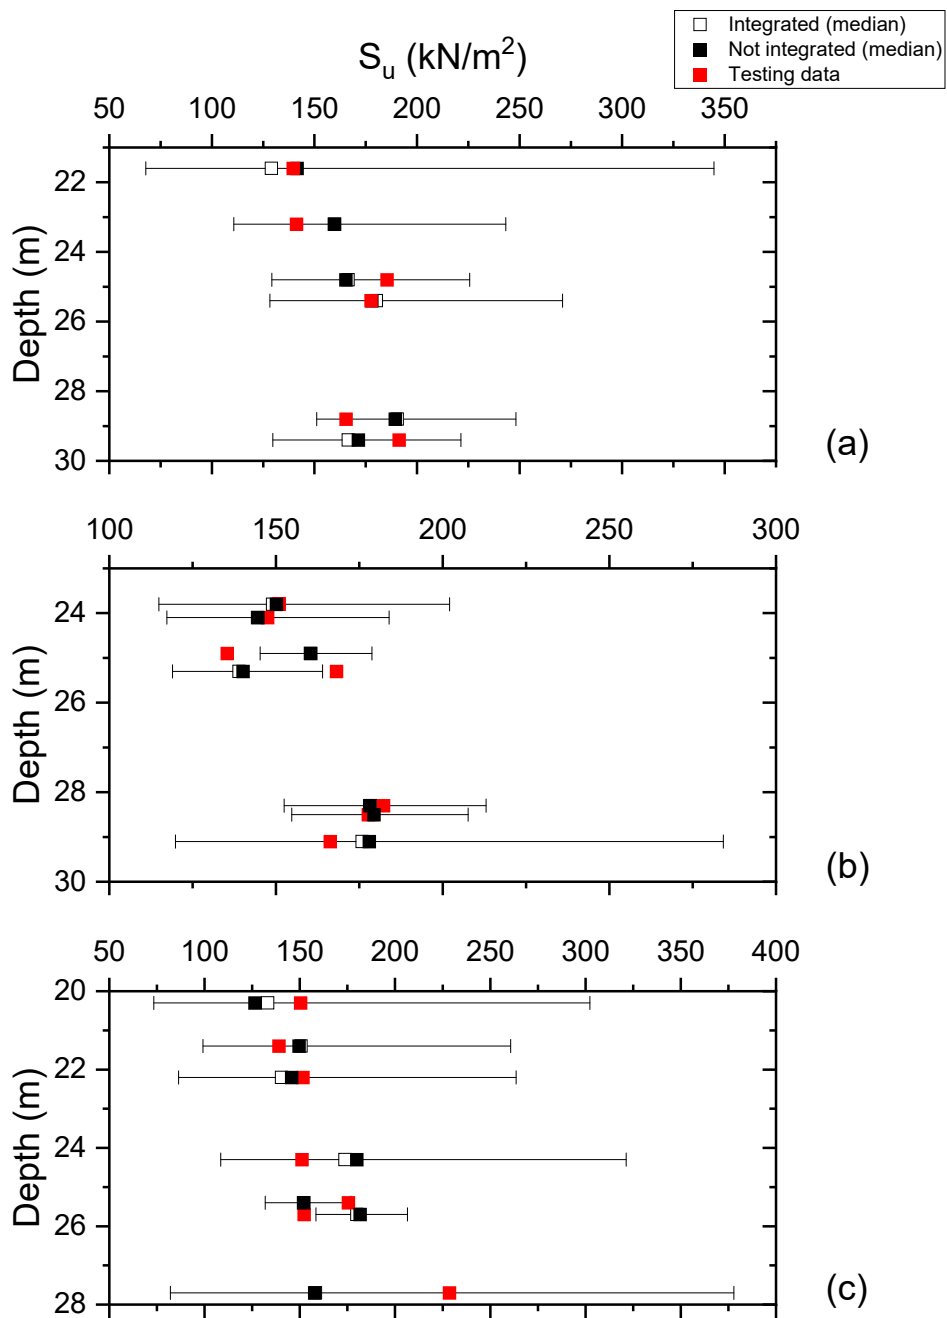 Integrated (median)
Not integrated (median)
Testing data
Sᵤ (kN/m²)
50 100 150 200 250 300 350
22
24
26
28
30
Depth (m)
(a)
100 150 200 250 300
24
26
28
30
Depth (m)
(b)
50 100 150 200 250 300 350 400
20
22
24
26
28
Depth (m)
(c)